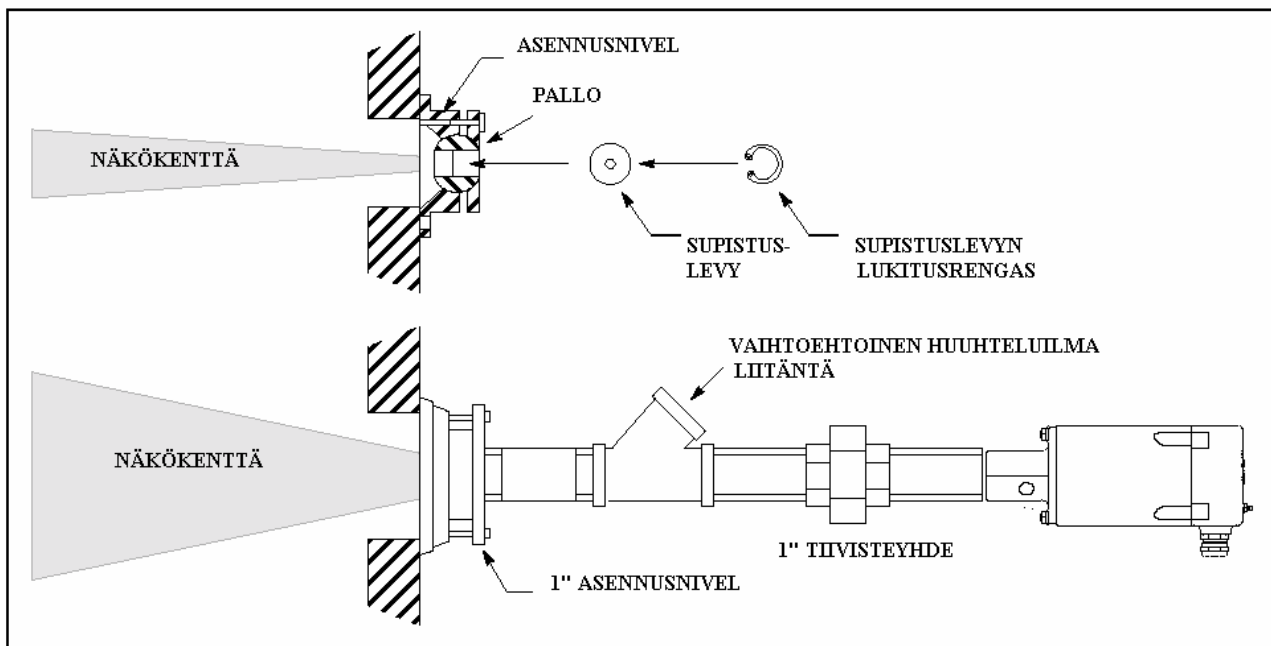 ASENNUSNIVEL
PALLO
NÄKÖKENTTÄ
SUPISTUS-
LEVY
SUPISTUSLEVYN
LUKITUSRENGAS
VAIHTOEHTOINEN HUUHTELUILMA
LIITÄNTÄ
NÄKÖKENTTÄ
1" TIIVISTEYHDE
1" ASENNUSNIVEL